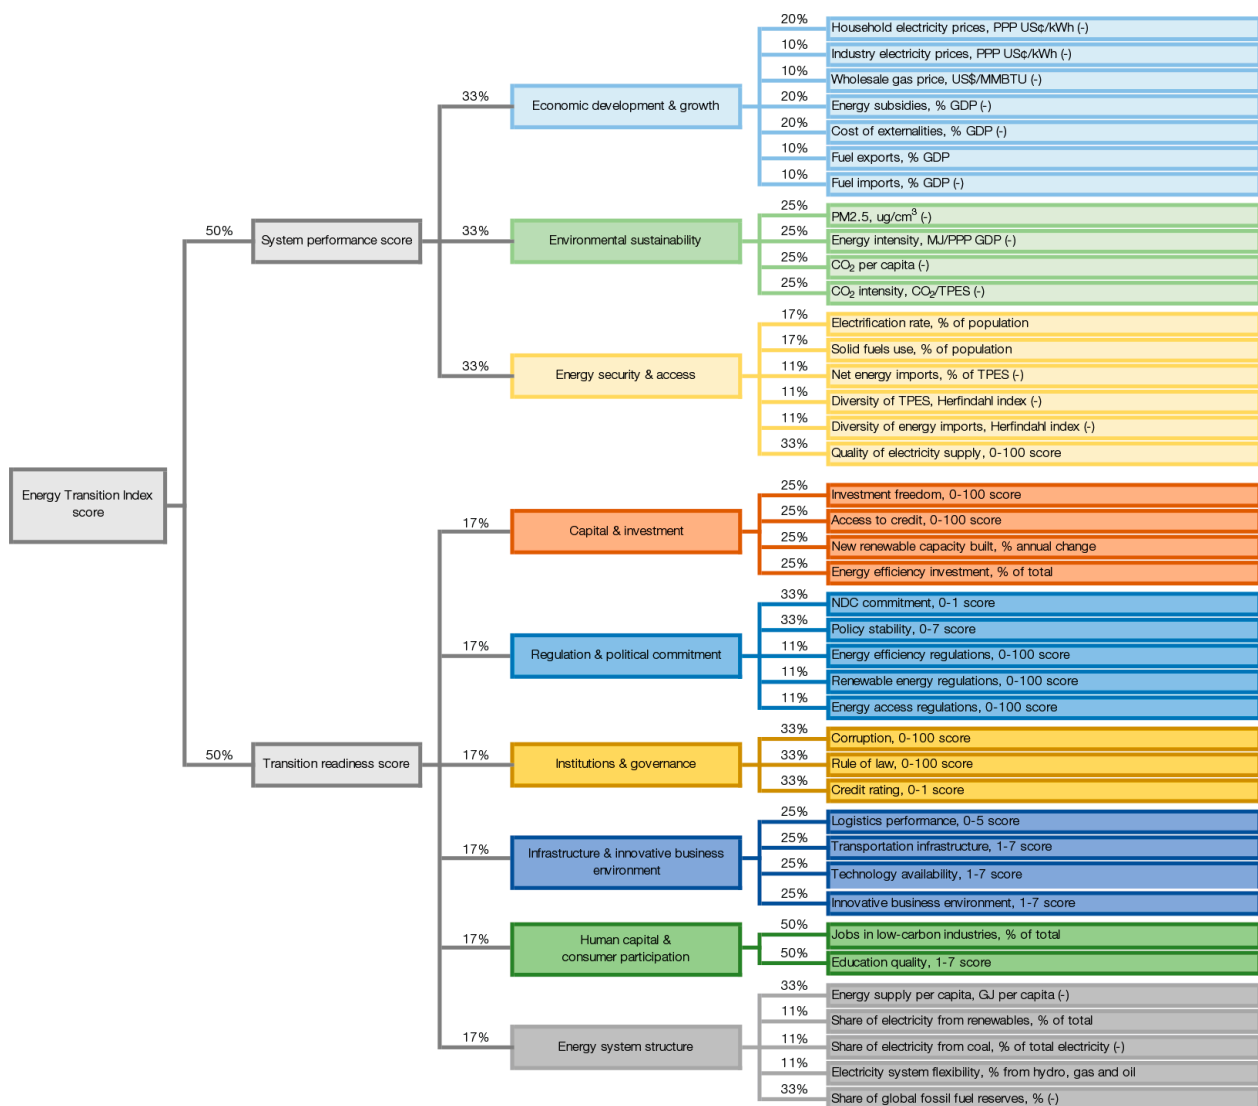 20%
Household electricity prices, PPP US¢/kWh (-)
10%
Industry electricity prices, PPP US¢/kWh (-)
10%
Wholesale gas price, US$/MMBTU (-)
33%
Economic development & growth
20%
Energy subsidies, % GDP (-)
20%
Cost of externalities, % GDP (-)
10%
Fuel exports, % GDP
10%
Fuel imports, % GDP (-)
50%
System performance score
33%
Environmental sustainability
25%
PM2.5, ug/cm³ (-)
25%
Energy intensity, MJ/PPP GDP (-)
25%
CO₂ per capita (-)
25%
CO₂ intensity, CO₂/TPES (-)
33%
Energy security & access
17%
Electrification rate, % of population
17%
Solid fuels use, % of population
11%
Net energy imports, % of TPES (-)
11%
Diversity of TPES, Herfindahl index (-)
11%
Diversity of energy imports, Herfindahl index (-)
33%
Quality of electricity supply, 0-100 score
Energy Transition Index
score
17%
Capital & investment
25%
Investment freedom, 0-100 score
25%
Access to credit, 0-100 score
25%
New renewable capacity built, % annual change
25%
Energy efficiency investment, % of total
17%
Regulation & political commitment
33%
NDC commitment, 0-1 score
33%
Policy stability, 0-7 score
11%
Energy efficiency regulations, 0-100 score
11%
Renewable energy regulations, 0-100 score
11%
Energy access regulations, 0-100 score
50%
Transition readiness score
17%
Institutions & governance
33%
Corruption, 0-100 score
33%
Rule of law, 0-100 score
33%
Credit rating, 0-1 score
17%
Infrastructure & innovative business
environment
25%
Logistics performance, 0-5 score
25%
Transportation infrastructure, 1-7 score
25%
Technology availability, 1-7 score
25%
Innovative business environment, 1-7 score
17%
Human capital &
consumer participation
50%
Jobs in low-carbon industries, % of total
50%
Education quality, 1-7 score
17%
Energy system structure
33%
Energy supply per capita, GJ per capita (-)
11%
Share of electricity from renewables, % of total
11%
Share of electricity from coal, % of total electricity (-)
11%
Electricity system flexibility, % from hydro, gas and oil
33%
Share of global fossil fuel reserves, % (-)